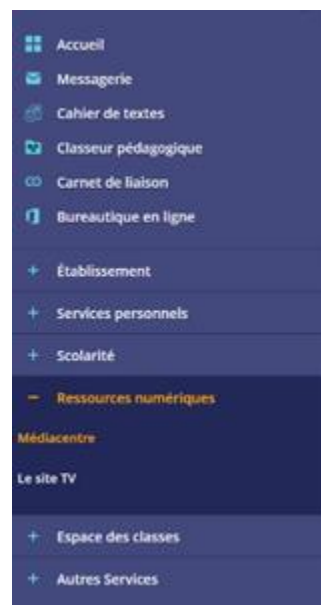 Accueil
Messagerie
Cahier de textes
Classeur pédagogique
Carnet de liaison
Bureautique en ligne
Établissement
Services personnels
Scolarité
Ressources numériques
Médiacentre
Le site TV
Espace des classes
Autres Services